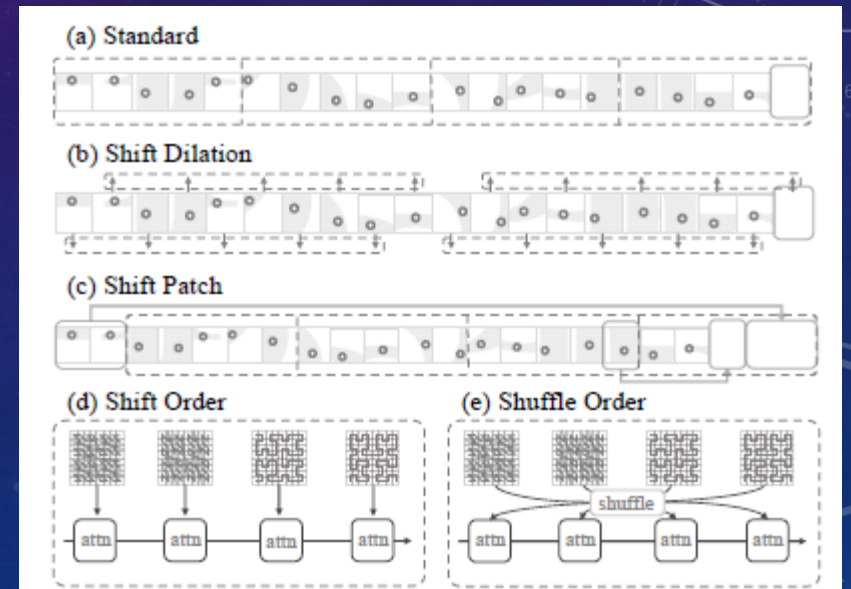 (a) Standard
(b) Shift Dilation
(c) Shift Patch
(d) Shift Order
(e) Shuffle Order
shuffle
attn attn attn attn
attn attn attn attn